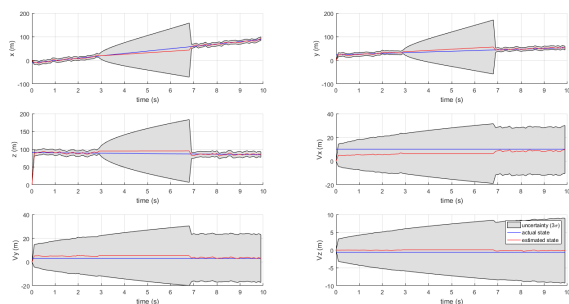 200
100
0
-100
x (m)
0 1 2 3 4 5 6 7 8 9 10
time (s)
200
100
0
-100
y (m)
0 1 2 3 4 5 6 7 8 9 10
time (s)
200
150
100
50
0
z (m)
0 1 2 3 4 5 6 7 8 9 10
time (s)
40
20
0
-20
Vx (m)
0 1 2 3 4 5 6 7 8 9 10
time (s)
40
20
0
-20
Vy (m)
0 1 2 3 4 5 6 7 8 9 10
time (s)
10
5
0
-5
-10
Vz (m)
0 1 2 3 4 5 6 7 8 9 10
time (s)
uncertainty (3σ)
actual state
estimated state